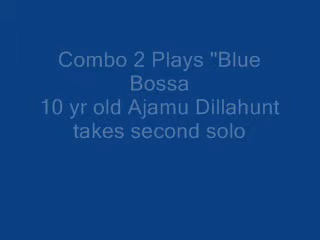 Combo 2 Plays "Blue
Bossa
10 yr old Ajamu Dillahunt
takes second solo